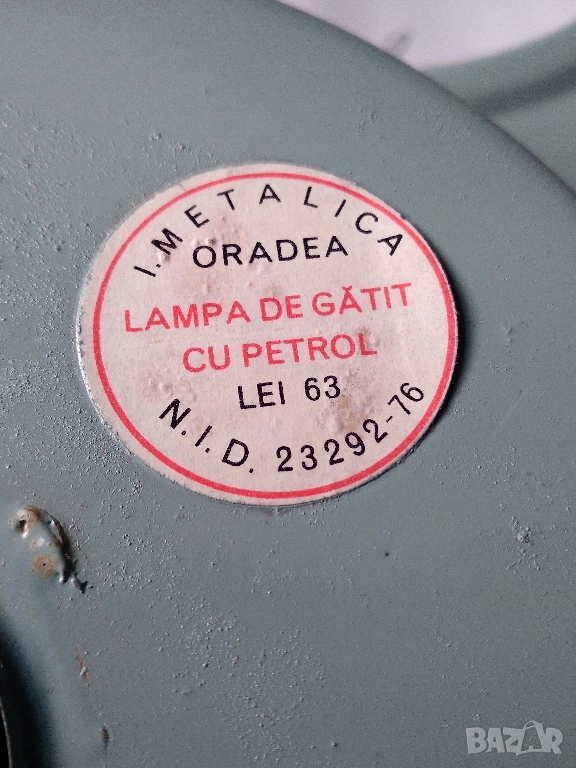 I. METALICA
ORADEA
LAMPA DE GĂTIT
CU PETROL
LEI 63
N.I.D. 23292-76
BAZAR